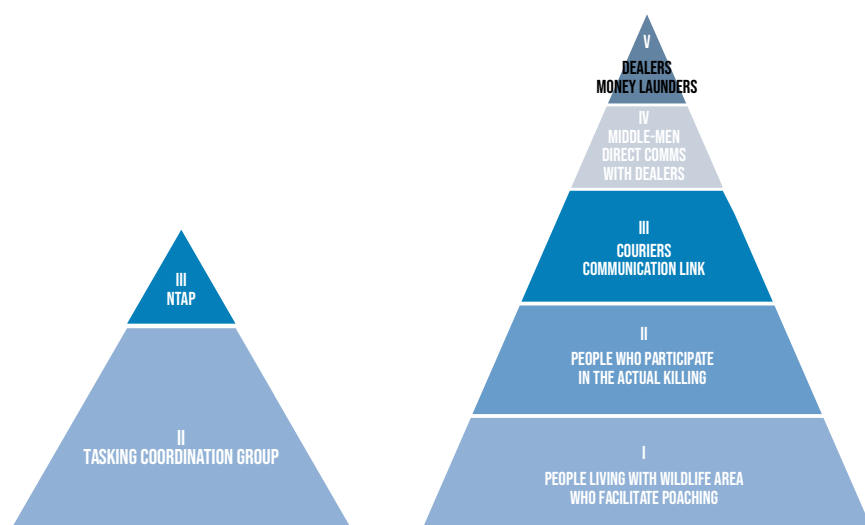 III
NTAP
II
TASKING COORDINATION GROUP
V
DEALERS
MONEY LAUNDERS
IV
MIDDLE-MEN
DIRECT COMMS
WITH DEALERS
III
COURIERS
COMMUNICATION LINK
II
PEOPLE WHO PARTICIPATE
IN THE ACTUAL KILLING
I
PEOPLE LIVING WITH WILDLIFE AREA
WHO FACILITATE POACHING